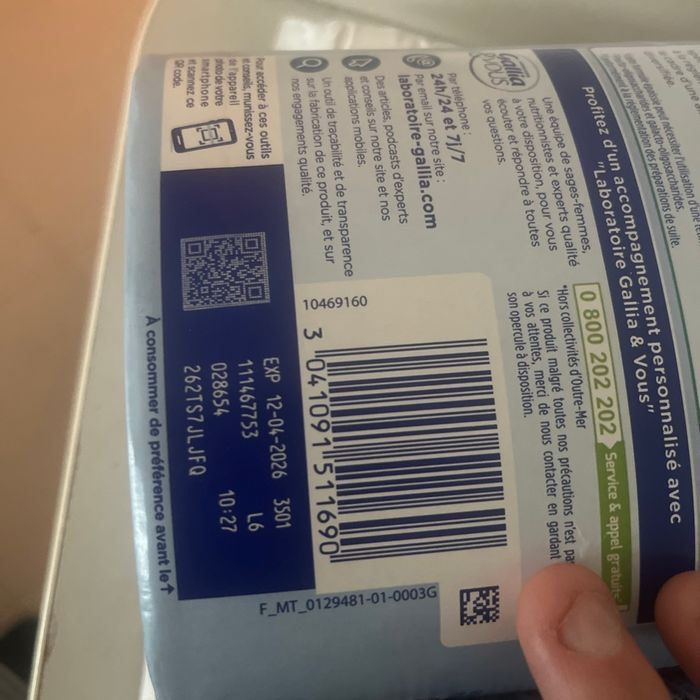 Profitez d'un accompagnement personnalisé avec
"Laboratoire Gallia & Vous"
Gallia
& VOUS
Une équipe de sages-femmes,
nutritionnistes et experts qualité
à votre disposition, pour vous
écouter et répondre à toutes
vos questions.
0 800 202 202 Service & appel gratuits
*Hors collectivités d'Outre-Mer
Si ce produit malgré toutes nos précautions n'est pas
à vos attentes, merci de nous contacter en gardant
son opercule à disposition.
Par téléphone :
24h/24 et 7j/7
Par email sur notre site :
laboratoire-gallia.com
Des articles, podcasts d'experts
et conseils sur notre site et nos
applications mobiles.
Un outil de traçabilité et de transparence
sur la fabrication de ce produit, et sur
nos engagements qualité.
Pour accéder à ces outils
et conseils, munissez-vous
de l'appareil
photo de votre
smartphone
et scannez ce
QR code.
10469160
3 041091 511690
EXP 12-04-2026 3501
111467753 L6
028654 10:27
262TS7JLJFQ
À consommer de préférence avant le
F_MT_0129481-01-0003G